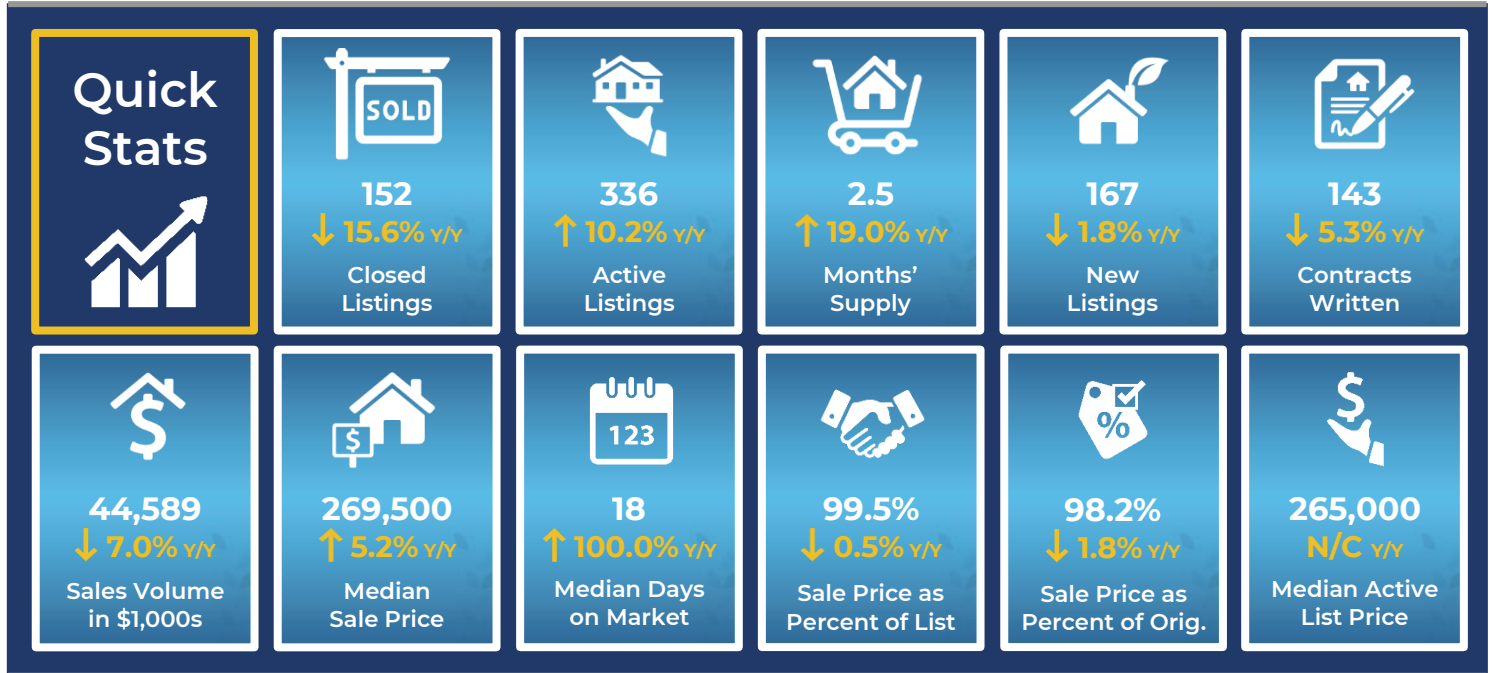 Quick
Stats
SOLD
152
↓ 15.6% Y/Y
Closed
Listings
336
↑ 10.2% Y/Y
Active
Listings
2.5
↑ 19.0% Y/Y
Months’
Supply
167
↓ 1.8% Y/Y
New
Listings
143
↓ 5.3% Y/Y
Contracts
Written
$
44,589
↓ 7.0% Y/Y
Sales Volume
in $1,000s
$
269,500
↑ 5.2% Y/Y
Median
Sale Price
123
18
↑ 100.0% Y/Y
Median Days
on Market
99.5%
↓ 0.5% Y/Y
Sale Price as
Percent of List
%
98.2%
↓ 1.8% Y/Y
Sale Price as
Percent of Orig.
$
265,000
N/C Y/Y
Median Active
List Price